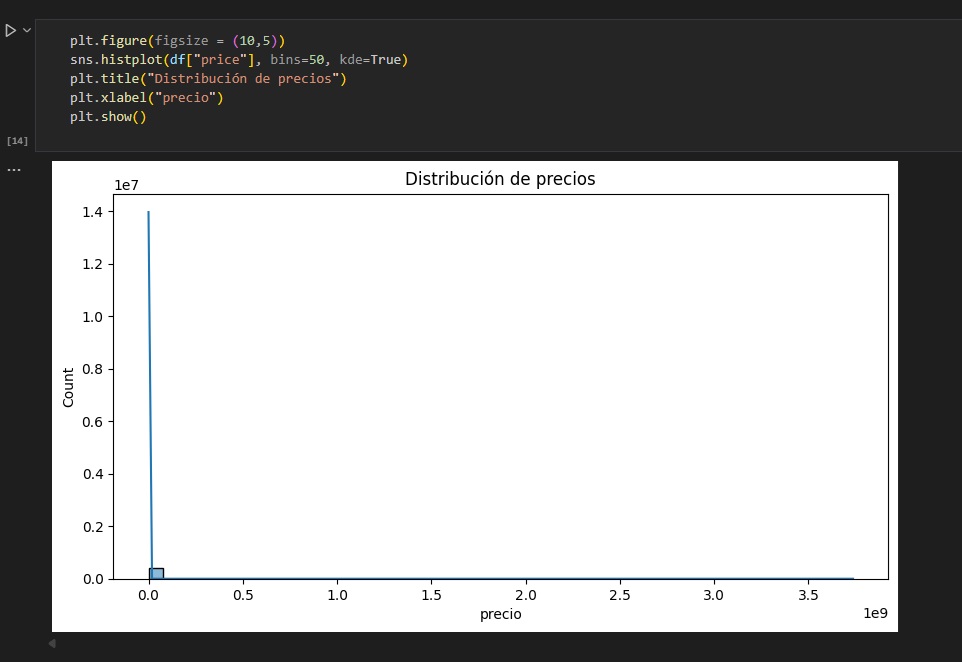 plt.figure(figsize = (10,5))
sns.histplot(df["price"], bins=50, kde=True)
plt.title("Distribución de precios")
plt.xlabel("precio")
plt.show()
[14]
...
Distribución de precios
1e7
1.4
1.2
1.0
0.8
0.6
0.4
0.2
0.0
Count
0.0 0.5 1.0 1.5 2.0 2.5 3.0 3.5
1e9
precio